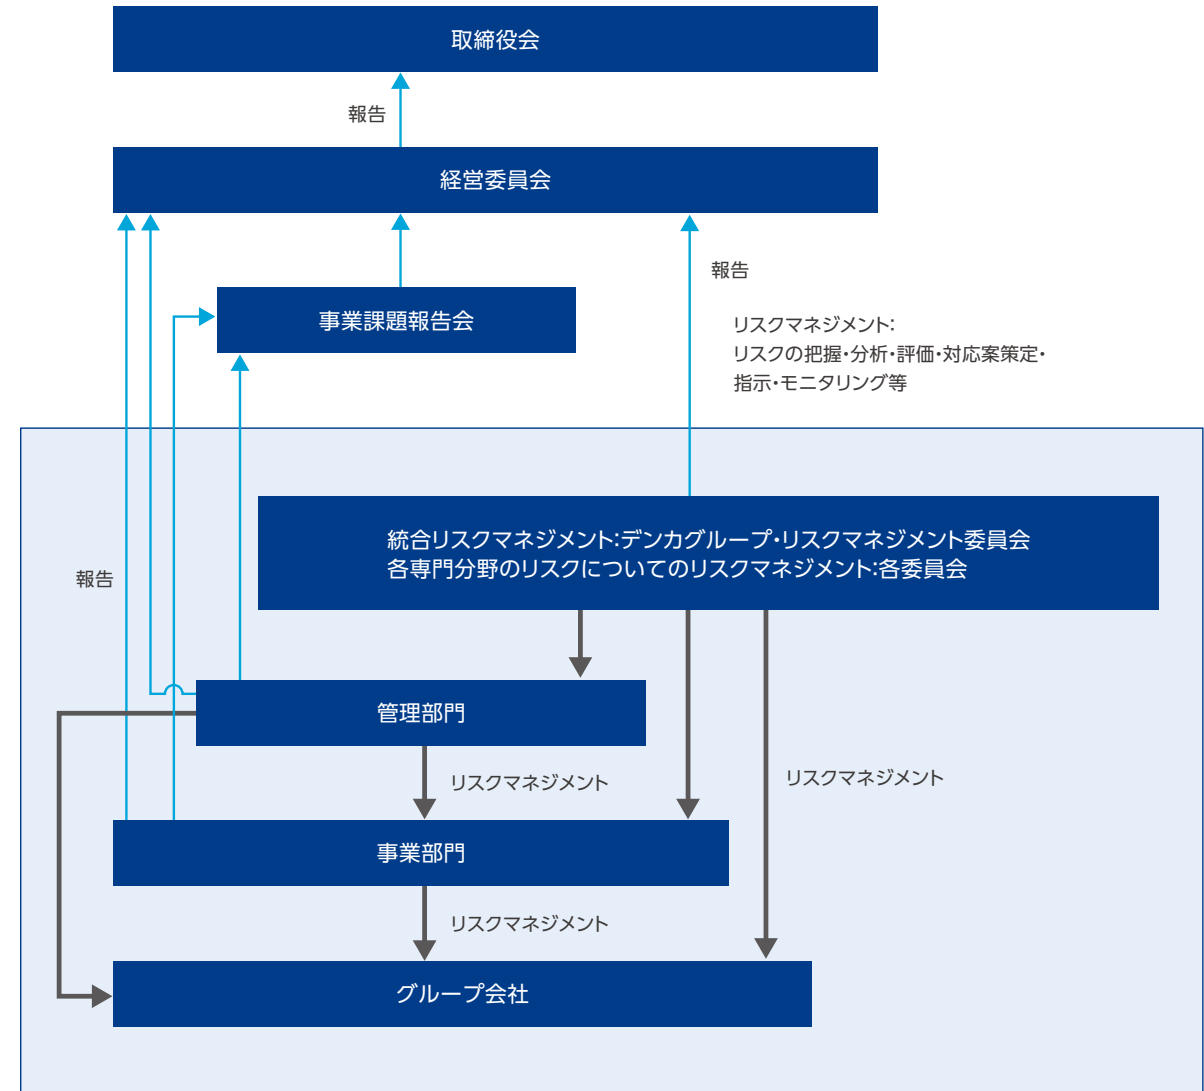 取締役会
報告
経営委員会
報告
事業課題報告会
リスクマネジメント:
リスクの把握・分析・評価・対応案策定・
指示・モニタリング等
統合リスクマネジメント:デンカグループ・リスクマネジメント委員会
各専門分野のリスクについてのリスクマネジメント:各委員会
報告
管理部門
リスクマネジメント
リスクマネジメント
事業部門
リスクマネジメント
グループ会社